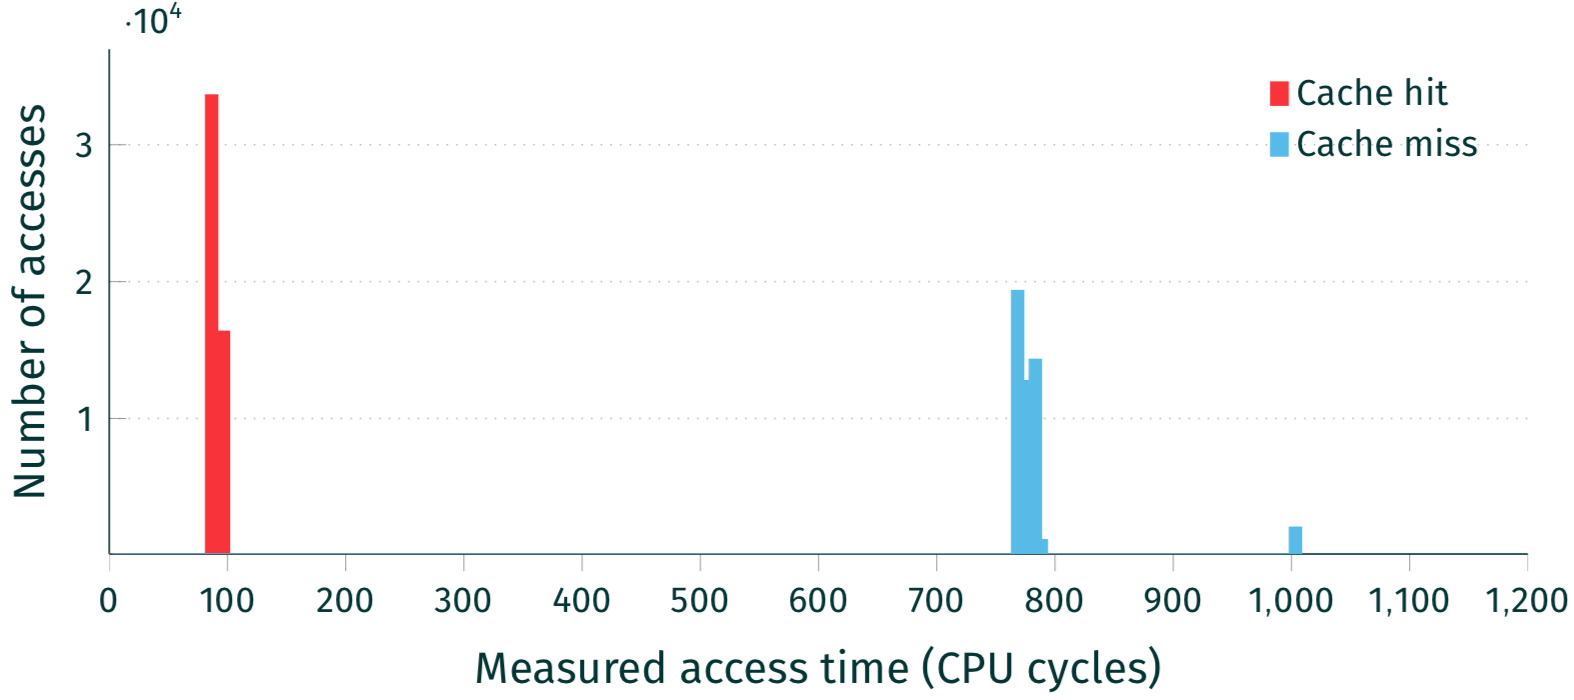 ·10⁴
Number of accesses
3
2
1
Cache hit
Cache miss
0 100 200 300 400 500 600 700 800 900 1,000 1,100 1,200
Measured access time (CPU cycles)